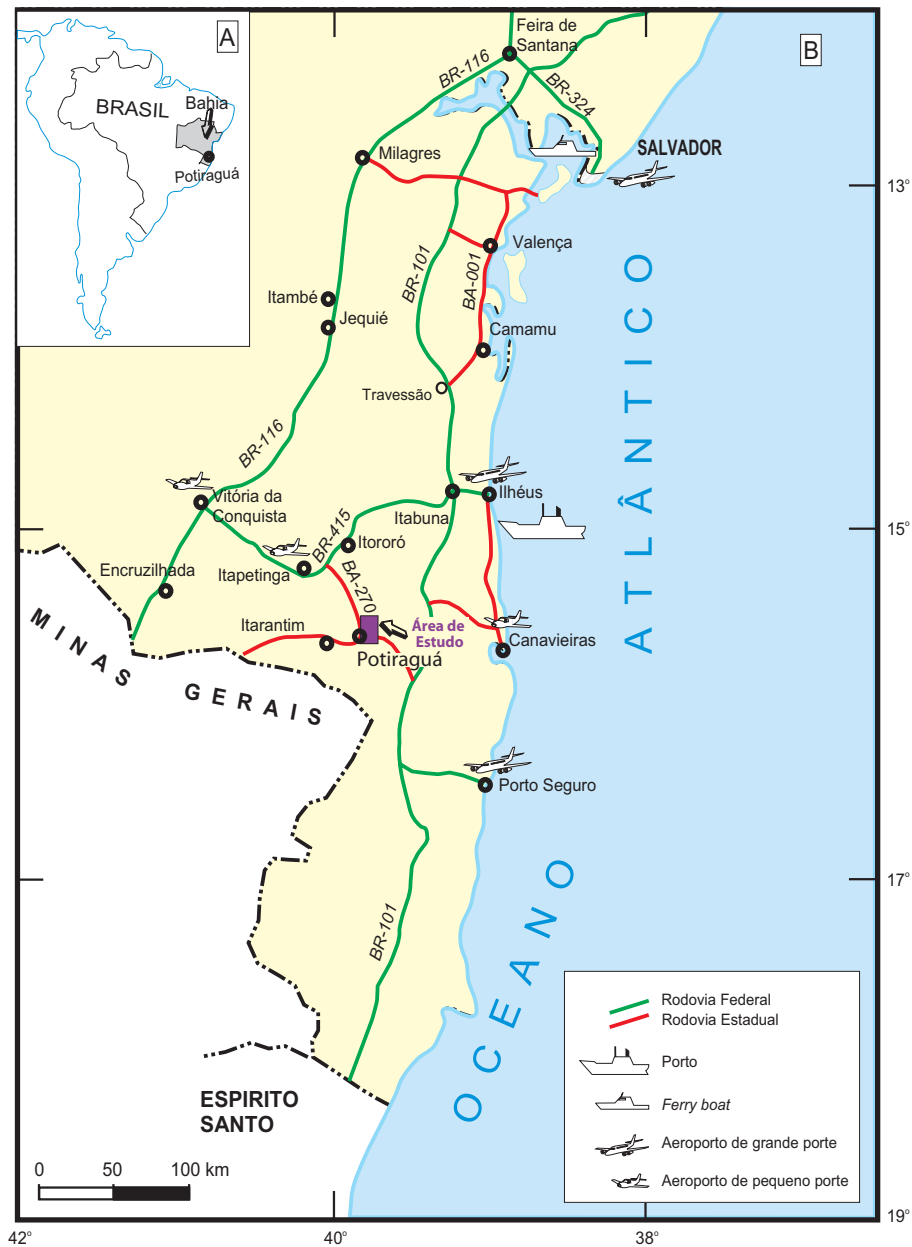 A
BRASIL
Bahia
Potiraguá
B
Feira de
Santana
BR-116
BR-324
SALVADOR
Milagres
13°
BR-101
Valença
BA-001
Itambé
Jequié
Camamu
Travessão
BR-116
Vitória da
Conquista
Ilhéus
Itabuna
BR-415
Itororó
15°
Itapetinga
Encruzilhada
BA-270
Área de
Estudo
Itarantim
Potiraguá
Canavieiras
MINAS GERAIS
Porto Seguro
OCEANO ATLÂNTICO
17°
BR-101
ESPIRITO
SANTO
Rodovia Federal
Rodovia Estadual
Porto
Ferry boat
Aeroporto de grande porte
Aeroporto de pequeno porte
0 50 100 km
19°
42° 40° 38°